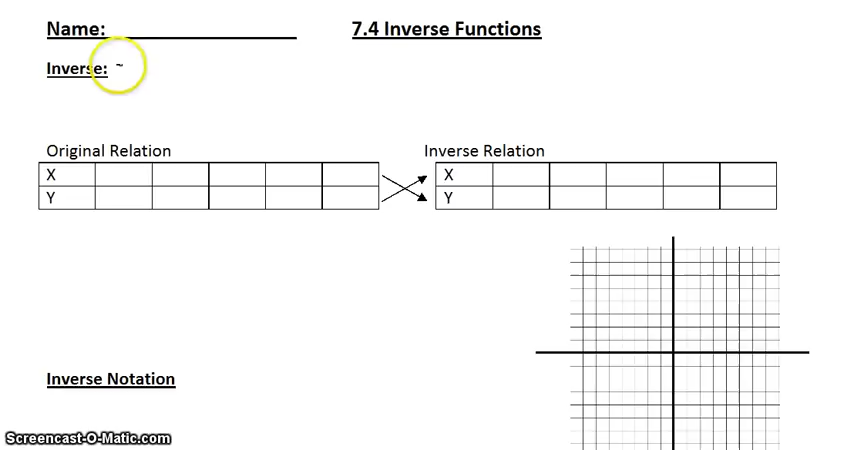 Name: 7.4 Inverse Functions
Inverse: ~
Original Relation Inverse Relation
X X
Y Y
Inverse Notation
Screencast-O-Matic.com